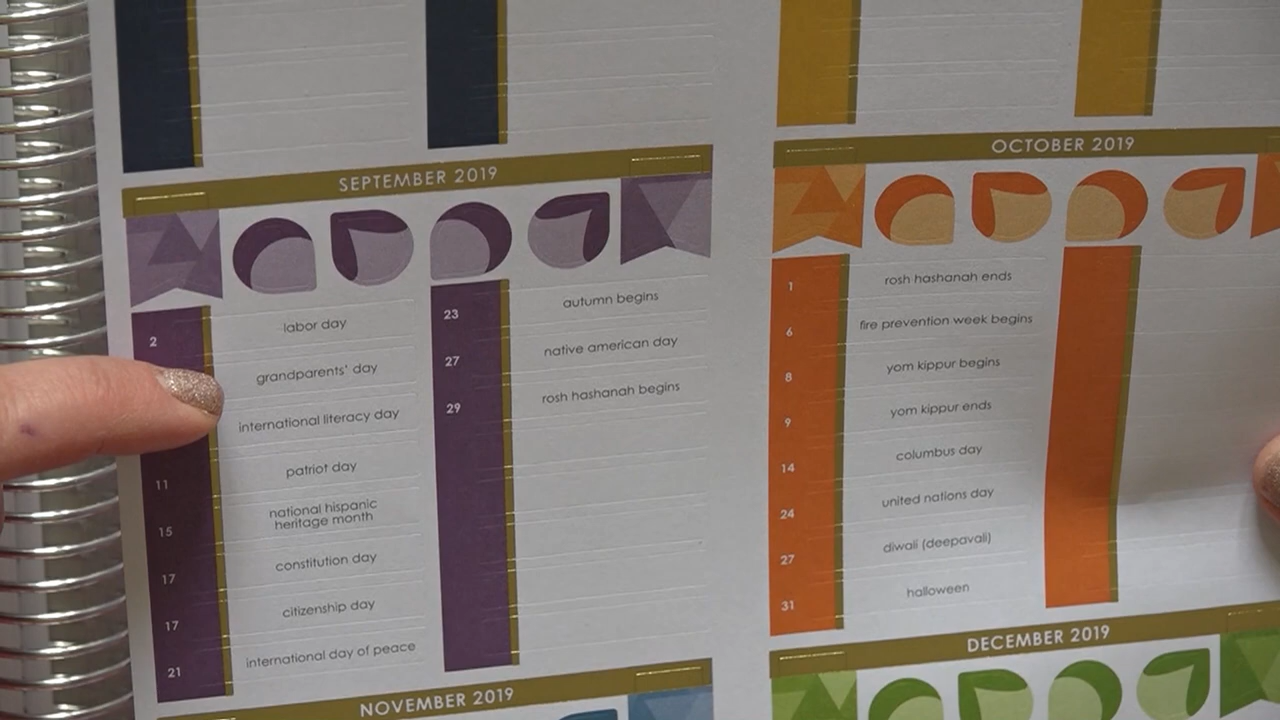 SEPTEMBER 2019
2 labor day
grandparents' day
international literacy day
11 patriot day
15 national hispanic
heritage month
17 constitution day
17 citizenship day
21 international day of peace
23 autumn begins
27 native american day
29 rosh hashanah begins
OCTOBER 2019
1 rosh hashanah ends
6 fire prevention week begins
8 yom kippur begins
9 yom kippur ends
14 columbus day
24 united nations day
27 diwali (deepavali)
31 halloween
NOVEMBER 2019
DECEMBER 2019